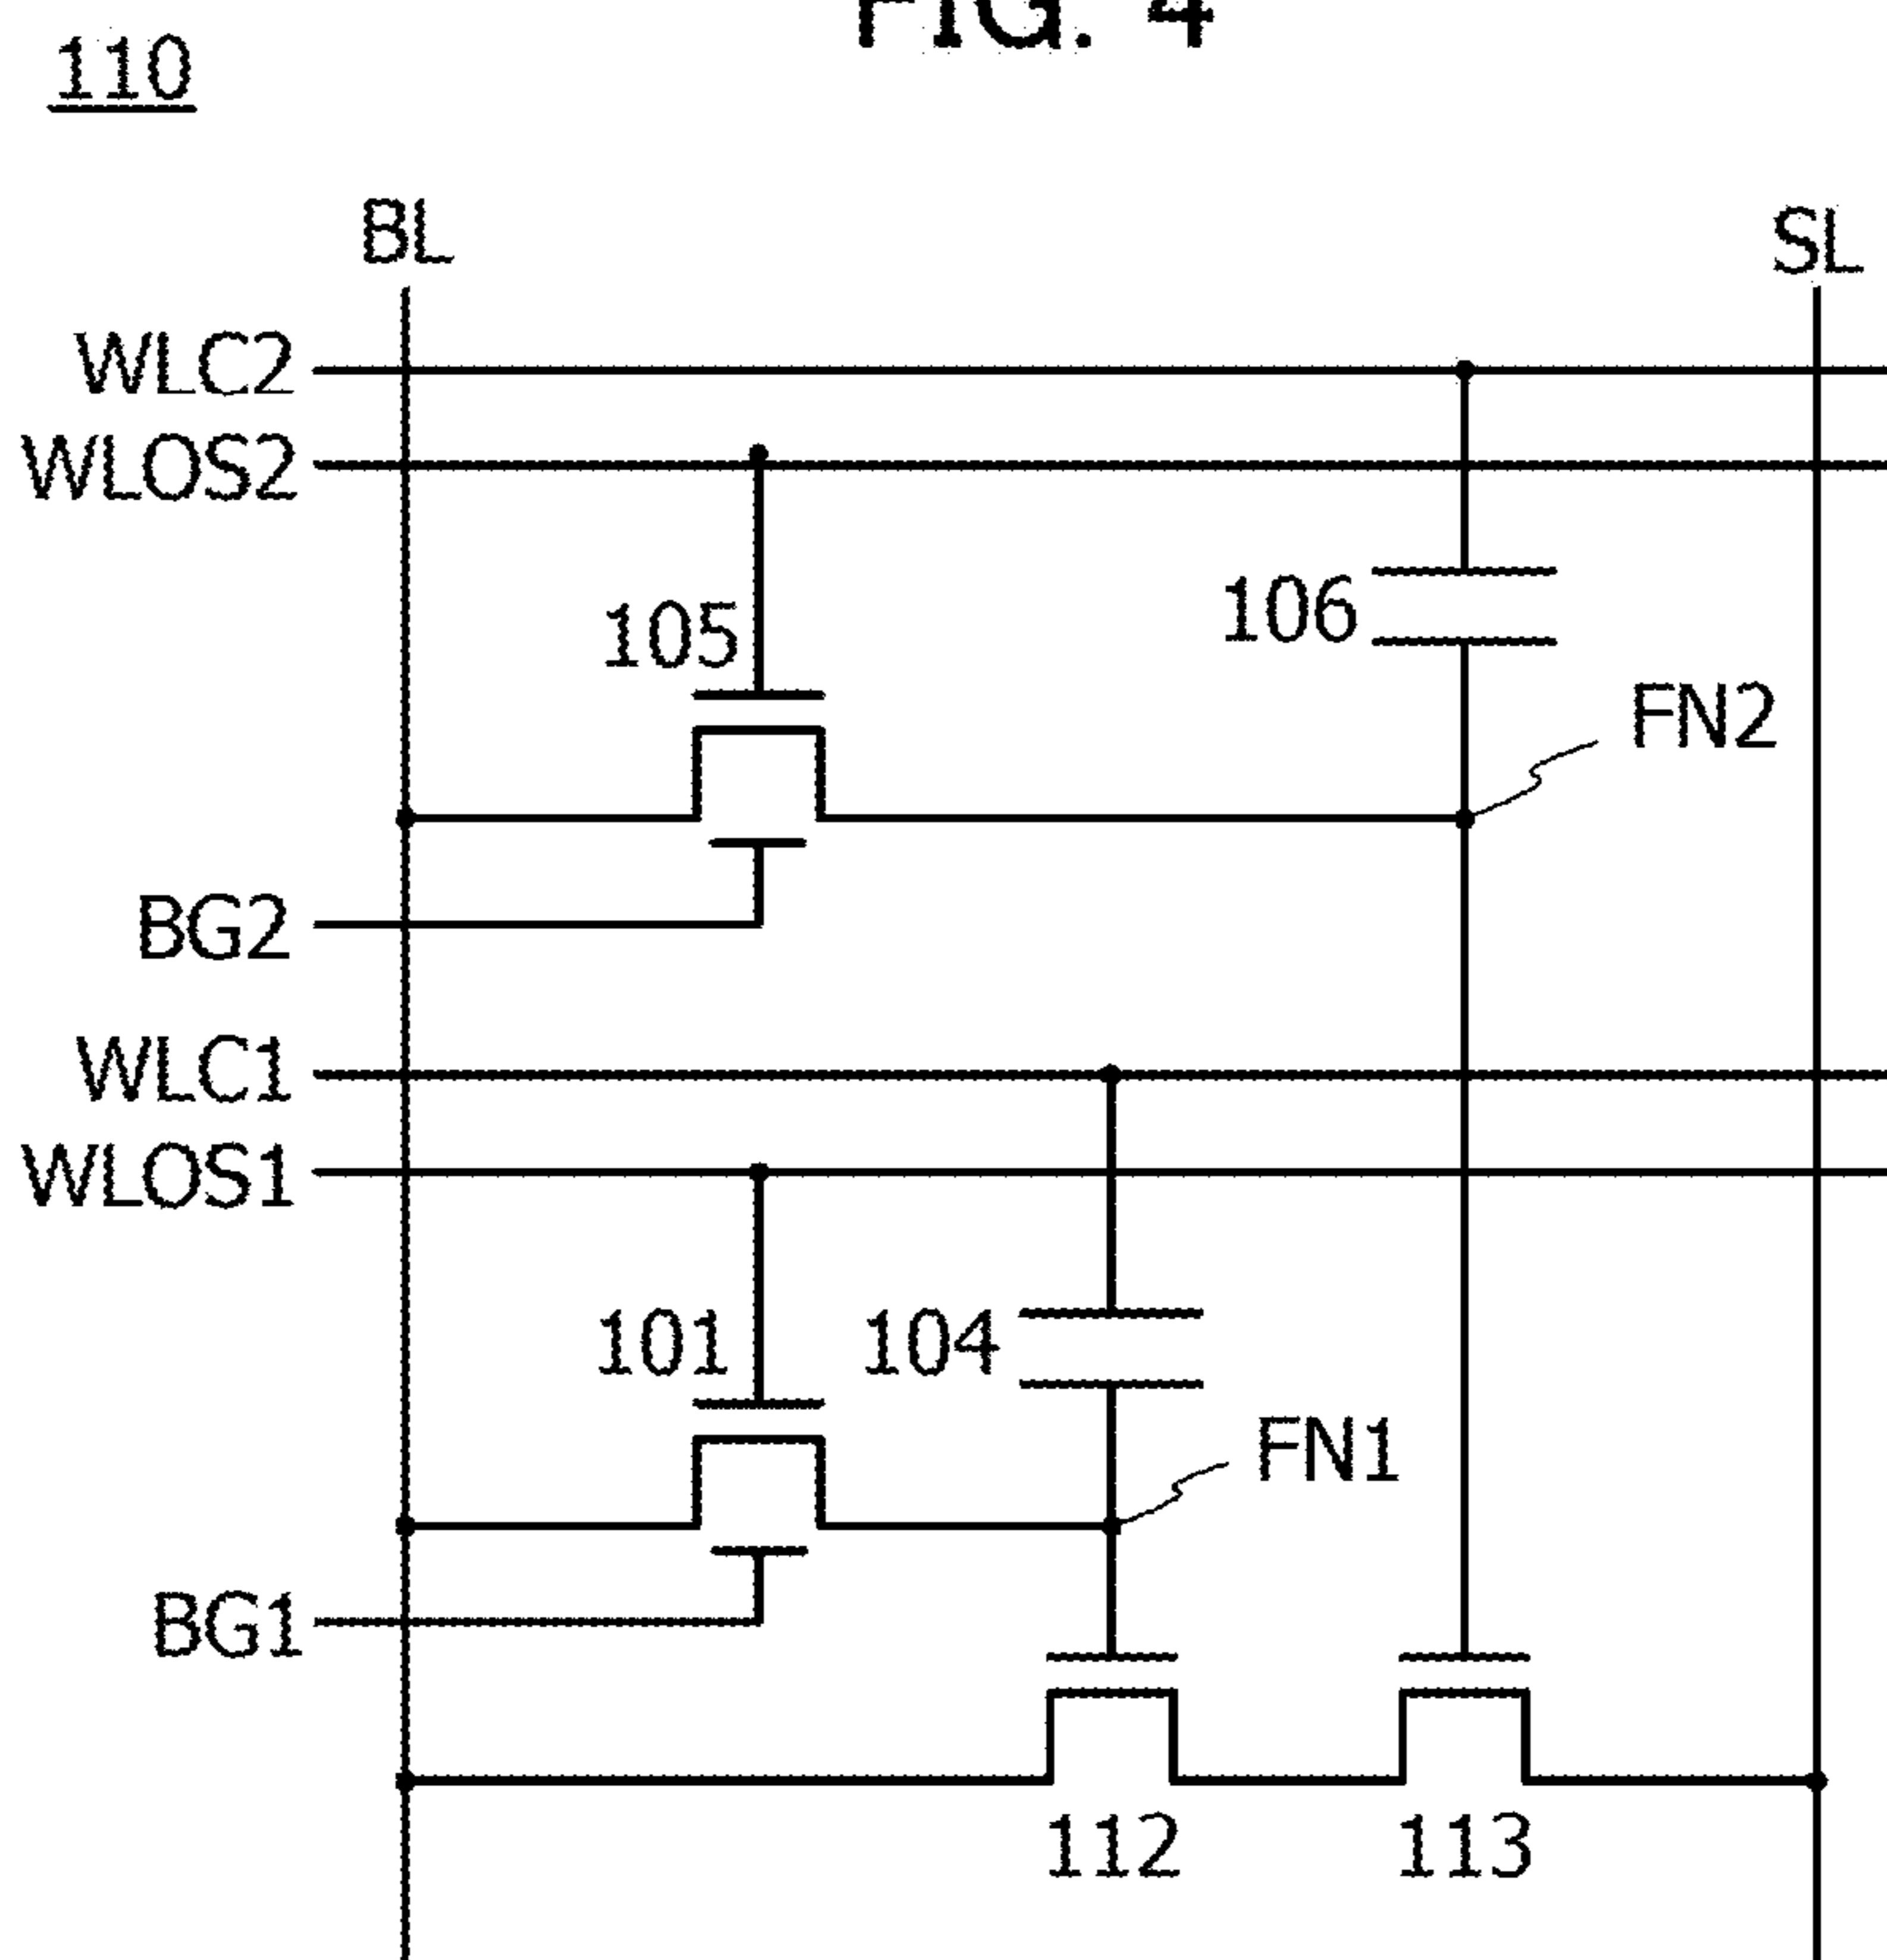 FIG. 4
110
BL
SL
WLC2
WLOS2
105
106
FN2
BG2
WLC1
WLOS1
101
104
FN1
BG1
112
113